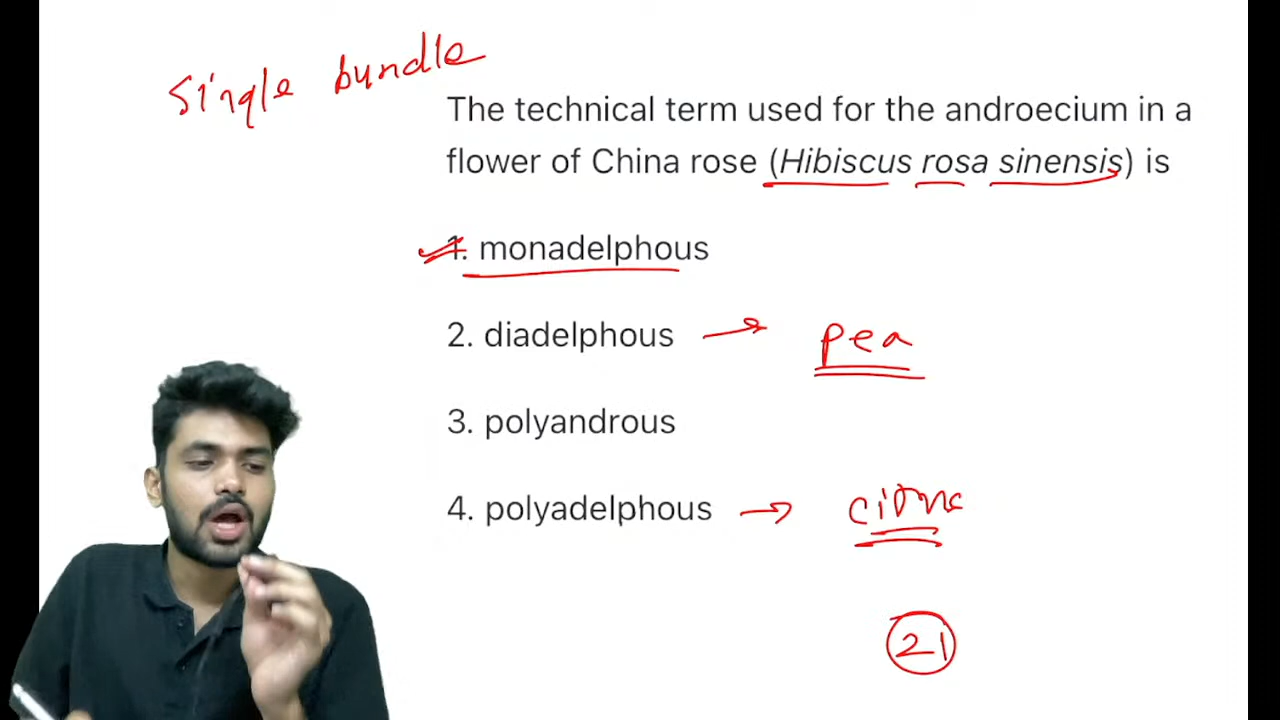 single bundle
The technical term used for the androecium in a
flower of China rose (Hibiscus rosa sinensis) is
1. monadelphous
2. diadelphous → pea
3. polyandrous
4. polyadelphous →
21